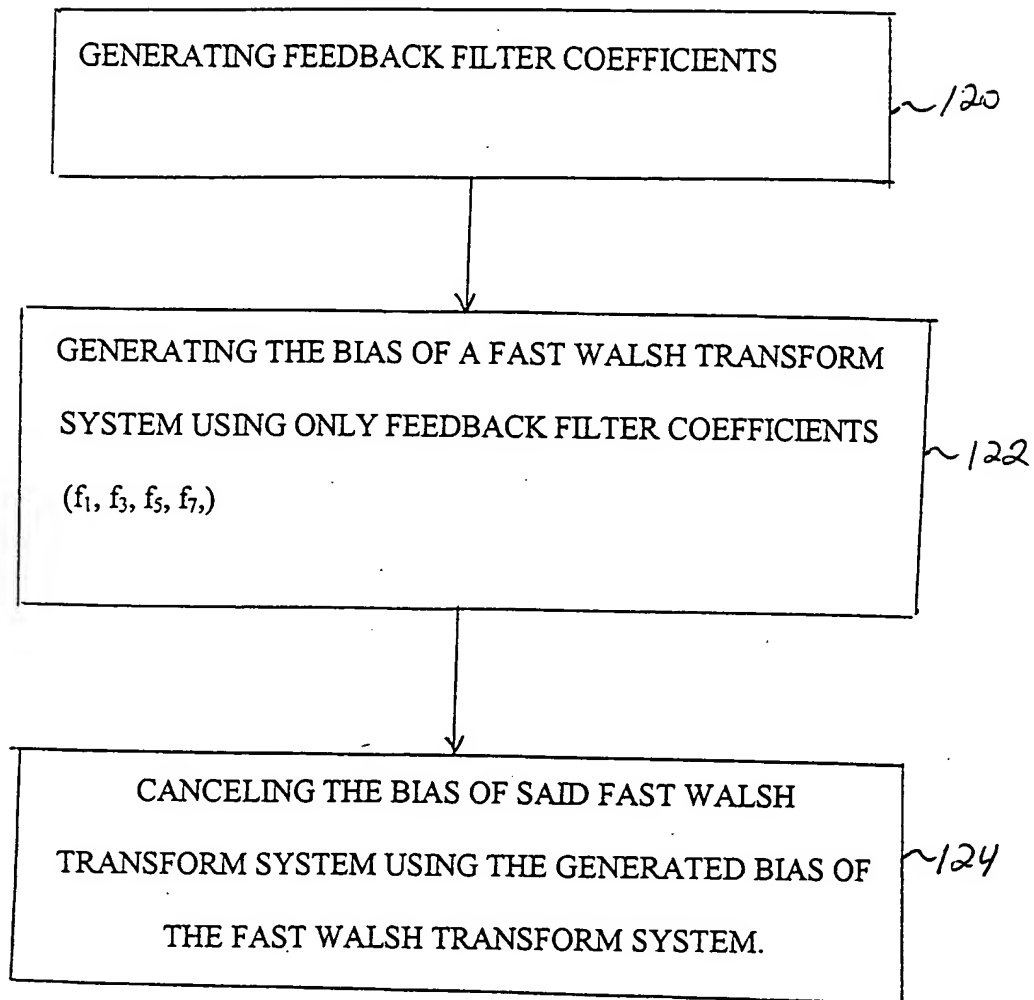 GENERATING FEEDBACK FILTER COEFFICIENTS
~120
GENERATING THE BIAS OF A FAST WALSH TRANSFORM
SYSTEM USING ONLY FEEDBACK FILTER COEFFICIENTS
~122
(f₁, f₃, f₅, f₇,)
CANCELING THE BIAS OF SAID FAST WALSH
~124
TRANSFORM SYSTEM USING THE GENERATED BIAS OF
THE FAST WALSH TRANSFORM SYSTEM.